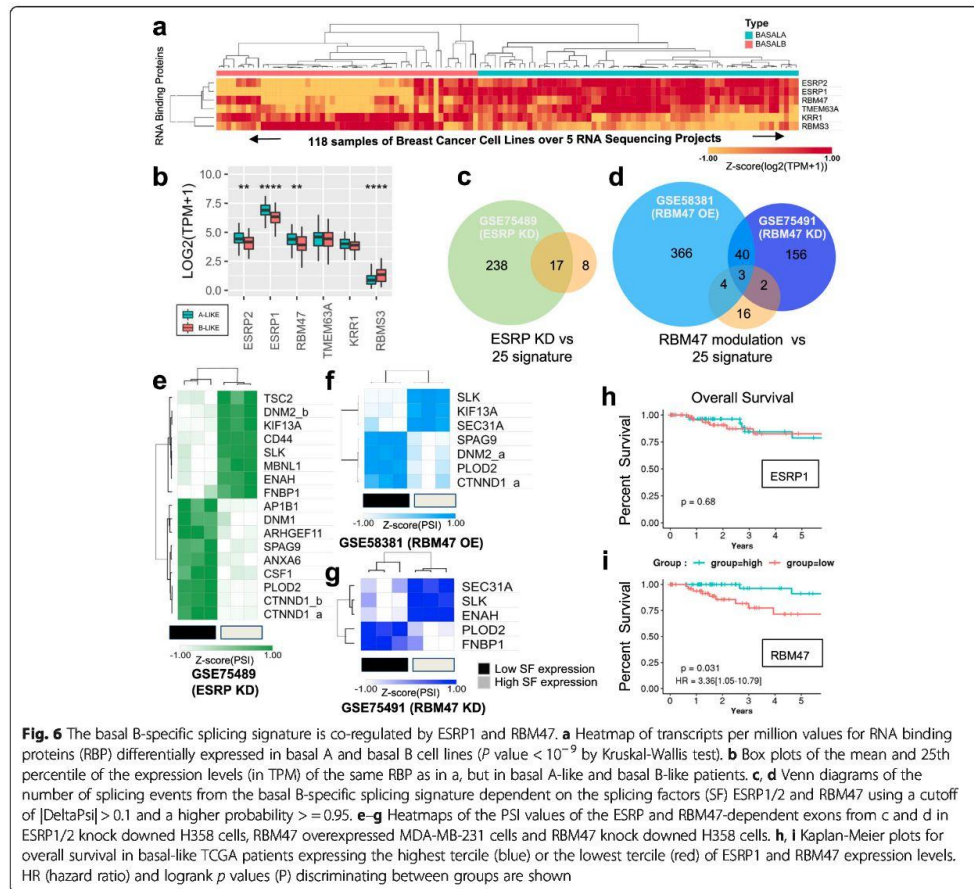 a
Type
BASALA
BASALB
RNA Binding Proteins
ESRP2
ESRP1
RBM47
TMEM63A
KRR1
RBMS3
118 samples of Breast Cancer Cell Lines over 5 RNA Sequencing Projects
-1.00 1.00
Z-score(log2(TPM+1)
b
LOG2(TPM+1)
10.0
7.5
5.0
2.5
0.0
** **** ** ****
A-LIKE
B-LIKE
ESRP2
ESRP1
RBM47
TMEM63A
KRR1
RBMS3
c
GSE75489
(ESRP KD)
238 17 8
ESRP KD vs
25 signature
d
GSE58381
(RBM47 OE)
GSE75491
(RBM47 KD)
366 40 156
3
4 2
16
RBM47 modulation vs
25 signature
e
TSC2
DNM2_b
KIF13A
CD44
SLK
MBNL1
ENAH
FNBP1
AP1B1
DNM1
ARHGEF11
SPAG9
ANXA6
CSF1
PLOD2
CTNND1_b
CTNND1_a
-1.00 1.00
Z-score(PSI)
GSE75489
(ESRP KD)
f
SLK
KIF13A
SEC31A
SPAG9
DNM2_a
PLOD2
CTNND1_a
-1.00 1.00
Z-score(PSI)
GSE58381 (RBM47 OE)
g
SEC31A
SLK
ENAH
PLOD2
FNBP1
-1.00 1.00
Z-score(PSI)
GSE75491 (RBM47 KD)
Low SF expression
High SF expression
h
Overall Survival
Percent Survival
1.00
0.75
0.50
0.25
0.00
p = 0.68
ESRP1
0 1 2 3 4 5
Years
Group : group=high group=low
i
Percent Survival
1.00
0.75
0.50
0.25
0.00
p = 0.031
HR = 3.36[1.05-10.79]
RBM47
0 1 2 3 4 5
Years
Fig. 6 The basal B-specific splicing signature is co-regulated by ESRP1 and RBM47. a Heatmap of transcripts per million values for RNA binding
proteins (RBP) differentially expressed in basal A and basal B cell lines (P value < 10⁻⁹ by Kruskal-Wallis test). b Box plots of the mean and 25th
percentile of the expression levels (in TPM) of the same RBP as in a, but in basal A-like and basal B-like patients. c, d Venn diagrams of the
number of splicing events from the basal B-specific splicing signature dependent on the splicing factors (SF) ESRP1/2 and RBM47 using a cutoff
of |DeltaPsi| > 0.1 and a higher probability > = 0.95. e–g Heatmaps of the PSI values of the ESRP and RBM47-dependent exons from c and d in
ESRP1/2 knock downed H358 cells, RBM47 overexpressed MDA-MB-231 cells and RBM47 knock downed H358 cells. h, i Kaplan-Meier plots for
overall survival in basal-like TCGA patients expressing the highest tercile (blue) or the lowest tercile (red) of ESRP1 and RBM47 expression levels.
HR (hazard ratio) and logrank p values (P) discriminating between groups are shown